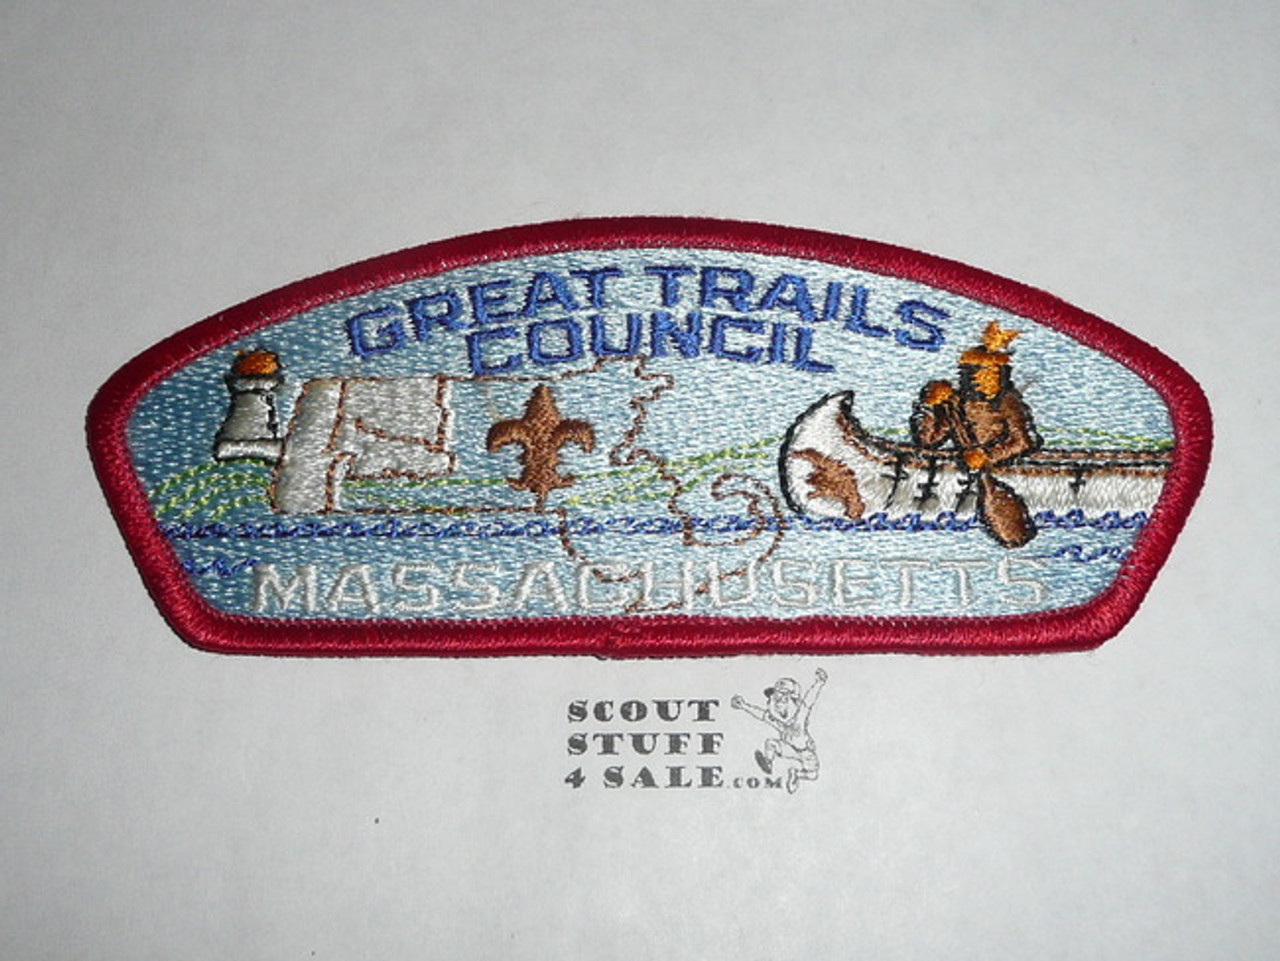 GREAT TRAILS
COUNCIL
MASSACHUSETTS
SCOUT
STUFF
4 SALE.COM